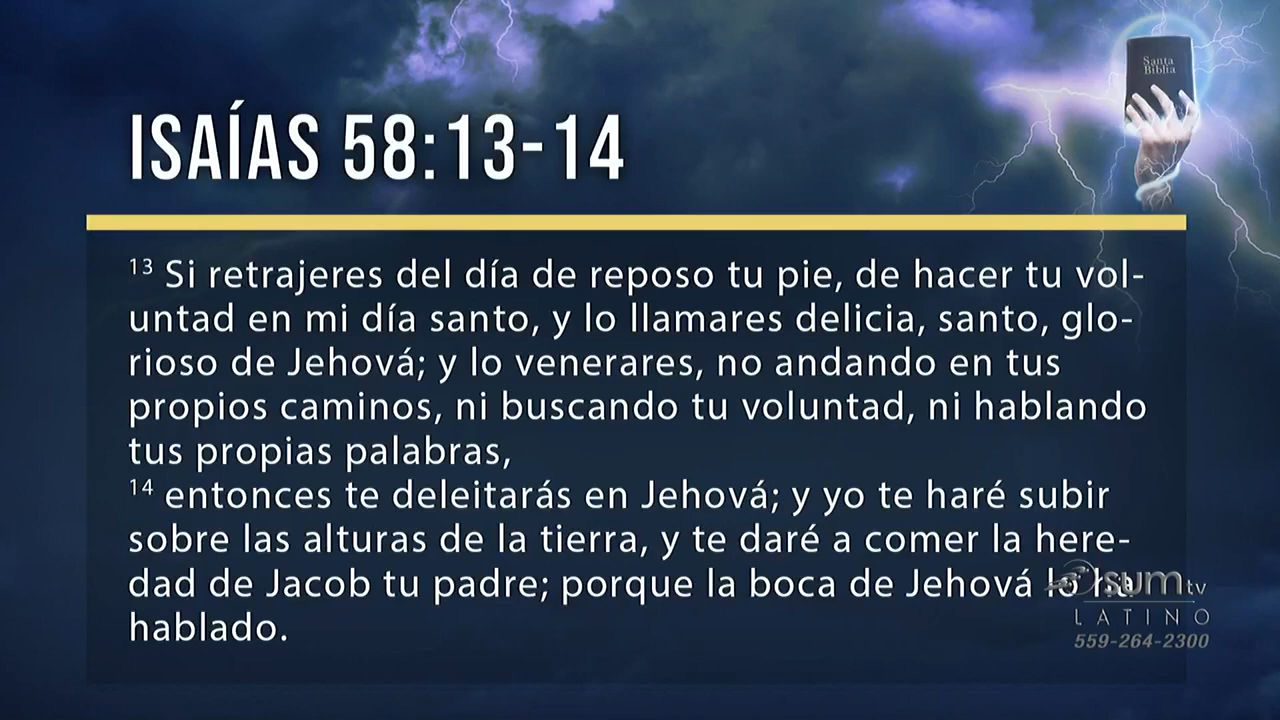 Santa
Biblia
ISAÍAS 58:13-14
13 Si retrajeres del día de reposo tu pie, de hacer tu vol-
untad en mi día santo, y lo llamares delicia, santo, glo-
rioso de Jehová; y lo venerares, no andando en tus
propios caminos, ni buscando tu voluntad, ni hablando
tus propias palabras,
14 entonces te deleitarás en Jehová; y yo te haré subir
sobre las alturas de la tierra, y te daré a comer la here-
dad de Jacob tu padre; porque la boca de Jehová lo ha
hablado.
sumtv
LATINO
559-264-2300